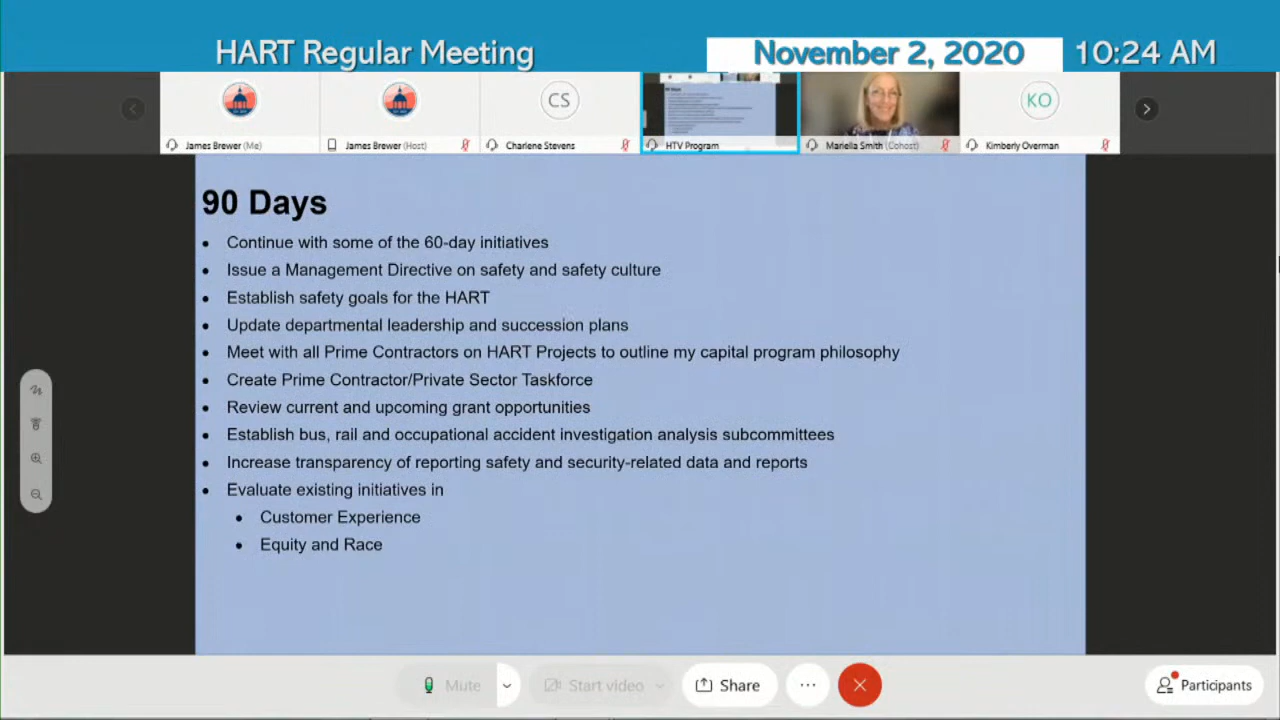 HART Regular Meeting
November 2, 2020
10:24 AM
James Brewer (Me)
James Brewer (Host)
CS
Charlene Stevens
HTV Program
Mariella Smith (Cohost)
KO
Kimberly Overman
90 Days
• Continue with some of the 60-day initiatives
• Issue a Management Directive on safety and safety culture
• Establish safety goals for the HART
• Update departmental leadership and succession plans
• Meet with all Prime Contractors on HART Projects to outline my capital program philosophy
• Create Prime Contractor/Private Sector Taskforce
• Review current and upcoming grant opportunities
• Establish bus, rail and occupational accident investigation analysis subcommittees
• Increase transparency of reporting safety and security-related data and reports
• Evaluate existing initiatives in
• Customer Experience
• Equity and Race
Mute
Start video
Share
Participants